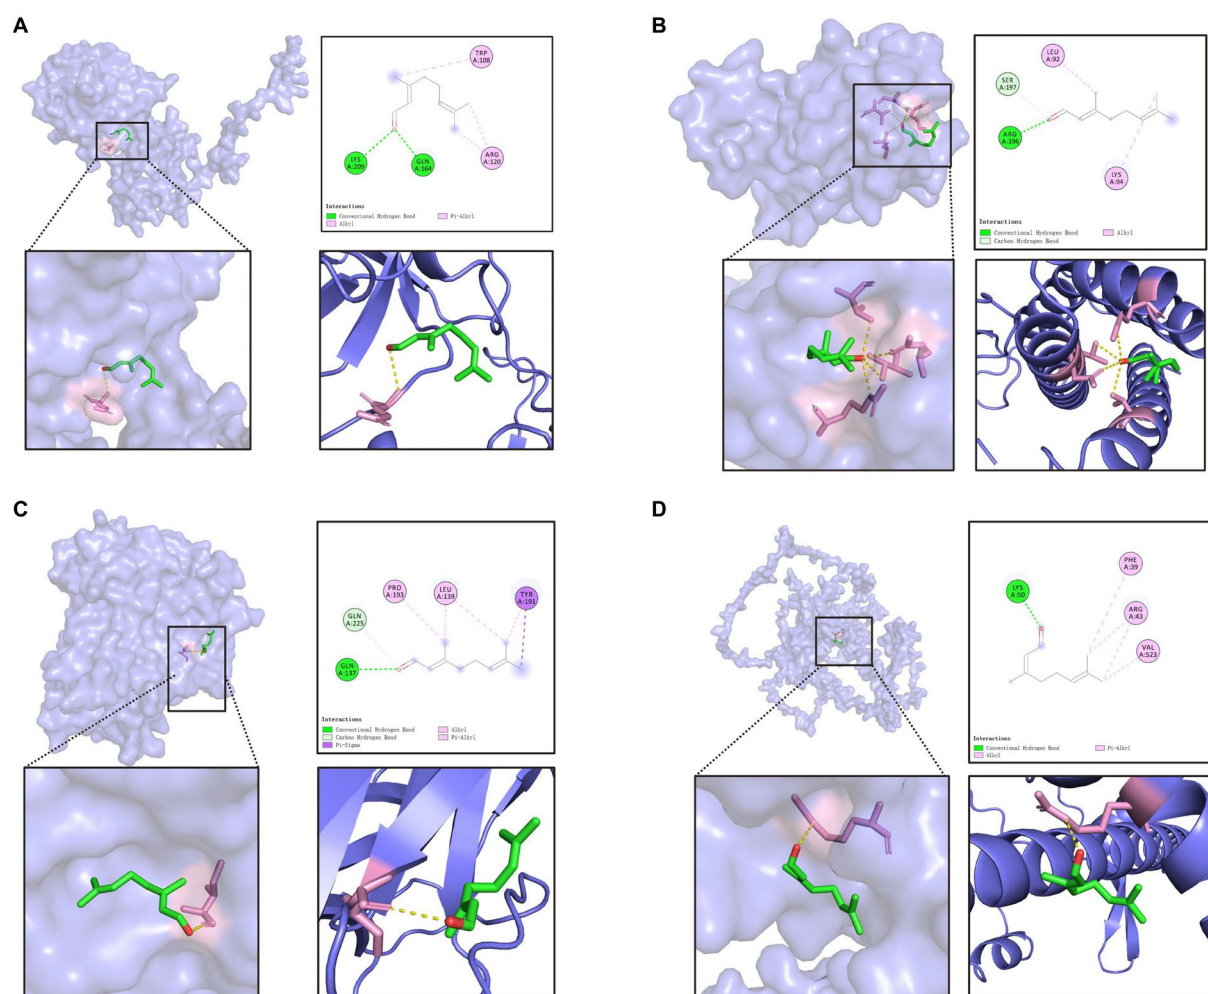 A
TRP
A:108
LYS
A:209
GLN
A:164
ARG
A:120
Interactions
Conventional Hydrogen Bond
Alkyl
Pi-Alkyl
B
LEU
A:92
SER
A:197
ARG
A:196
LYS
A:94
Interactions
Conventional Hydrogen Bond
Carbon Hydrogen Bond
Alkyl
C
PRO
A:193
LEU
A:139
TYR
A:191
GLN
A:225
GLN
A:137
Interactions
Conventional Hydrogen Bond
Carbon Hydrogen Bond
Pi-Sigma
Alkyl
Pi-Alkyl
D
PHE
A:39
LYS
A:50
ARG
A:43
VAL
A:523
Interactions
Conventional Hydrogen Bond
Alkyl
Pi-Alkyl